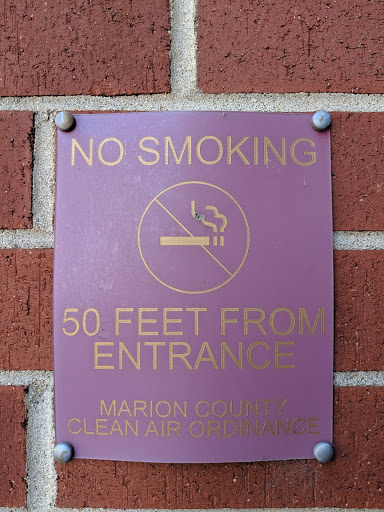 NO SMOKING
50 FEET FROM
ENTRANCE
MARION COUNTY
CLEAN AIR ORDINANCE